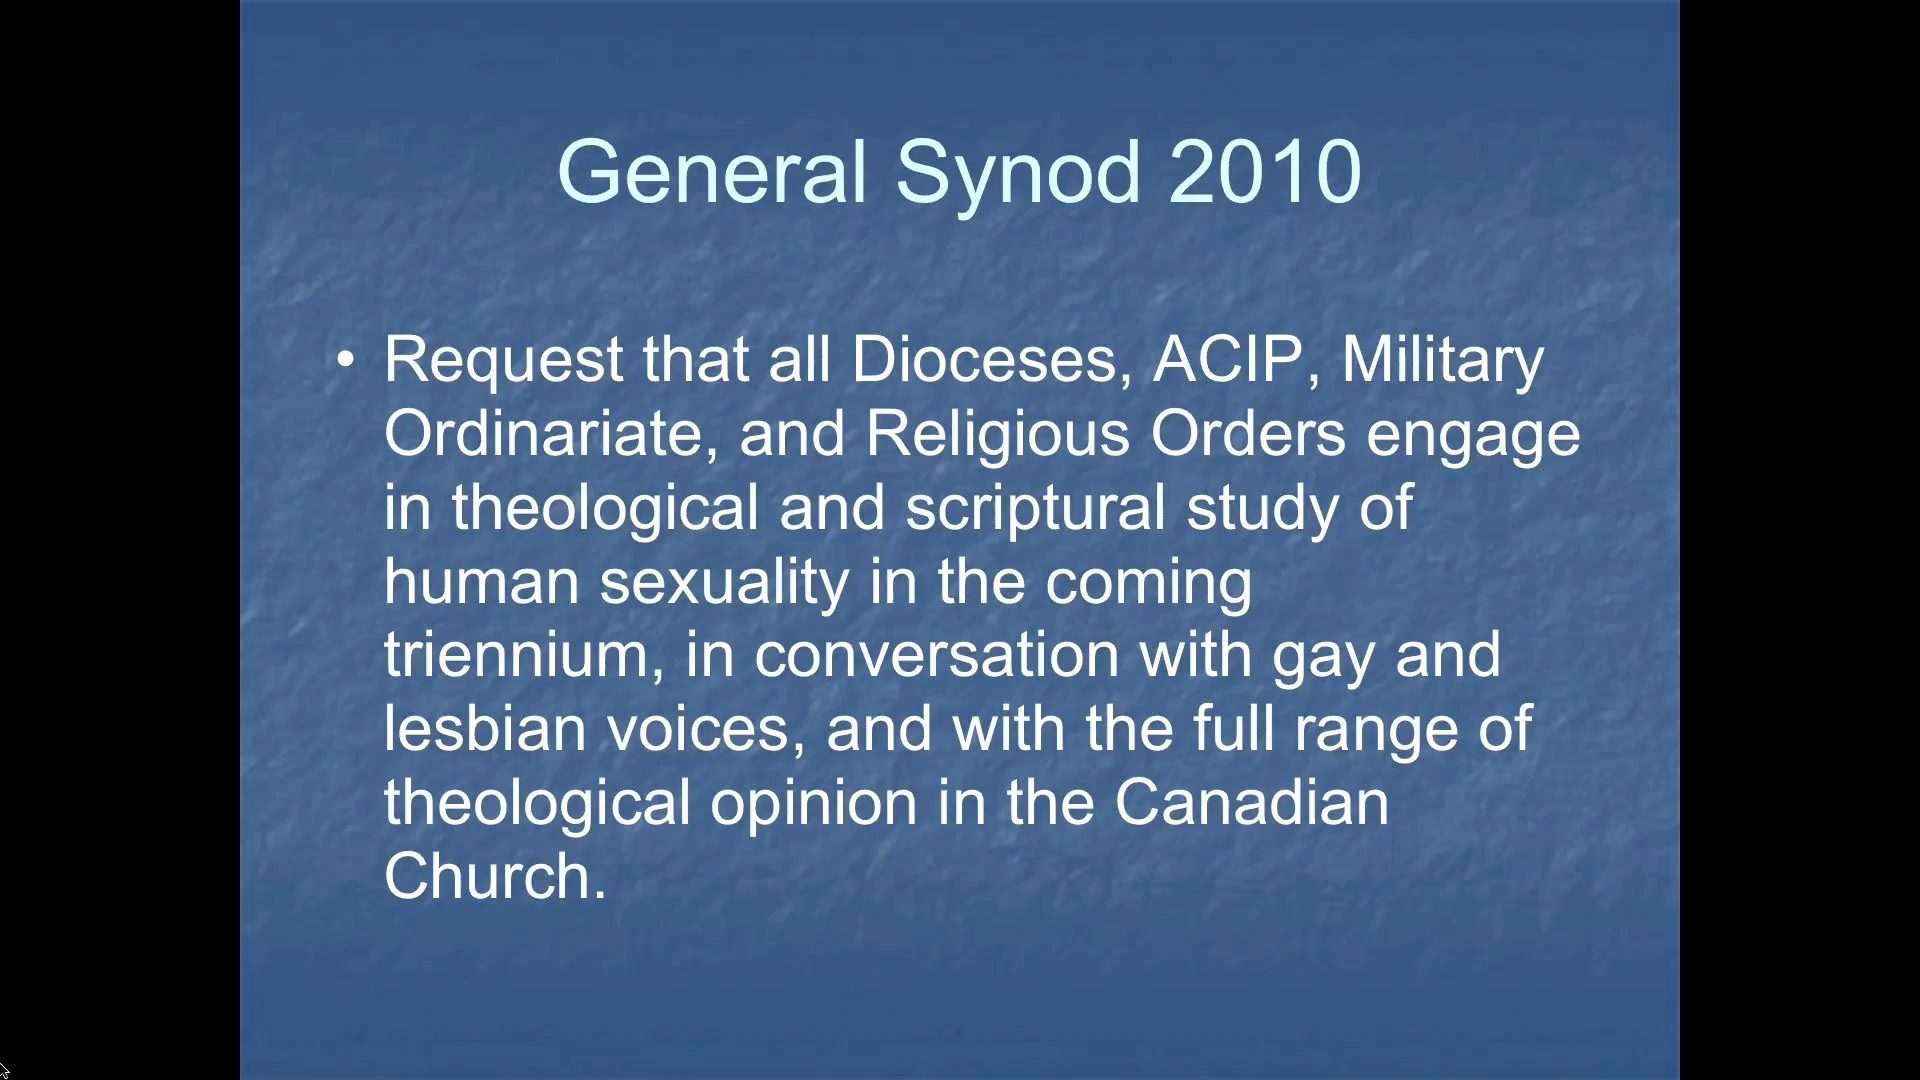 General Synod 2010
• Request that all Dioceses, ACIP, Military
Ordinariate, and Religious Orders engage
in theological and scriptural study of
human sexuality in the coming
triennium, in conversation with gay and
lesbian voices, and with the full range of
theological opinion in the Canadian
Church.